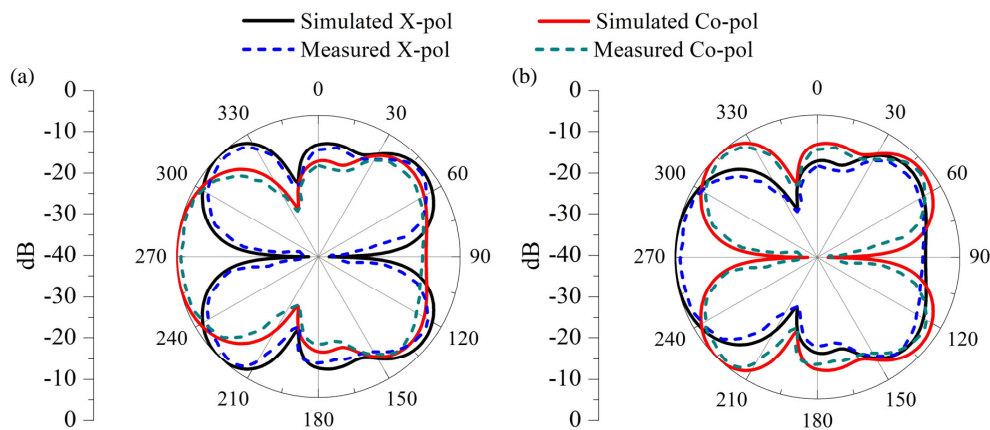 Simulated X-pol Simulated Co-pol
Measured X-pol Measured Co-pol
(a) (b)
0 0 0 0
-10 330 30 -10 330 30
-20 -20
300 60 300 60
-30 -30
dB -40 270 90 dB -40 270 90
-30 -30
240 120 240 120
-20 -20
-10 210 150 -10 210 150
0 180 0 180